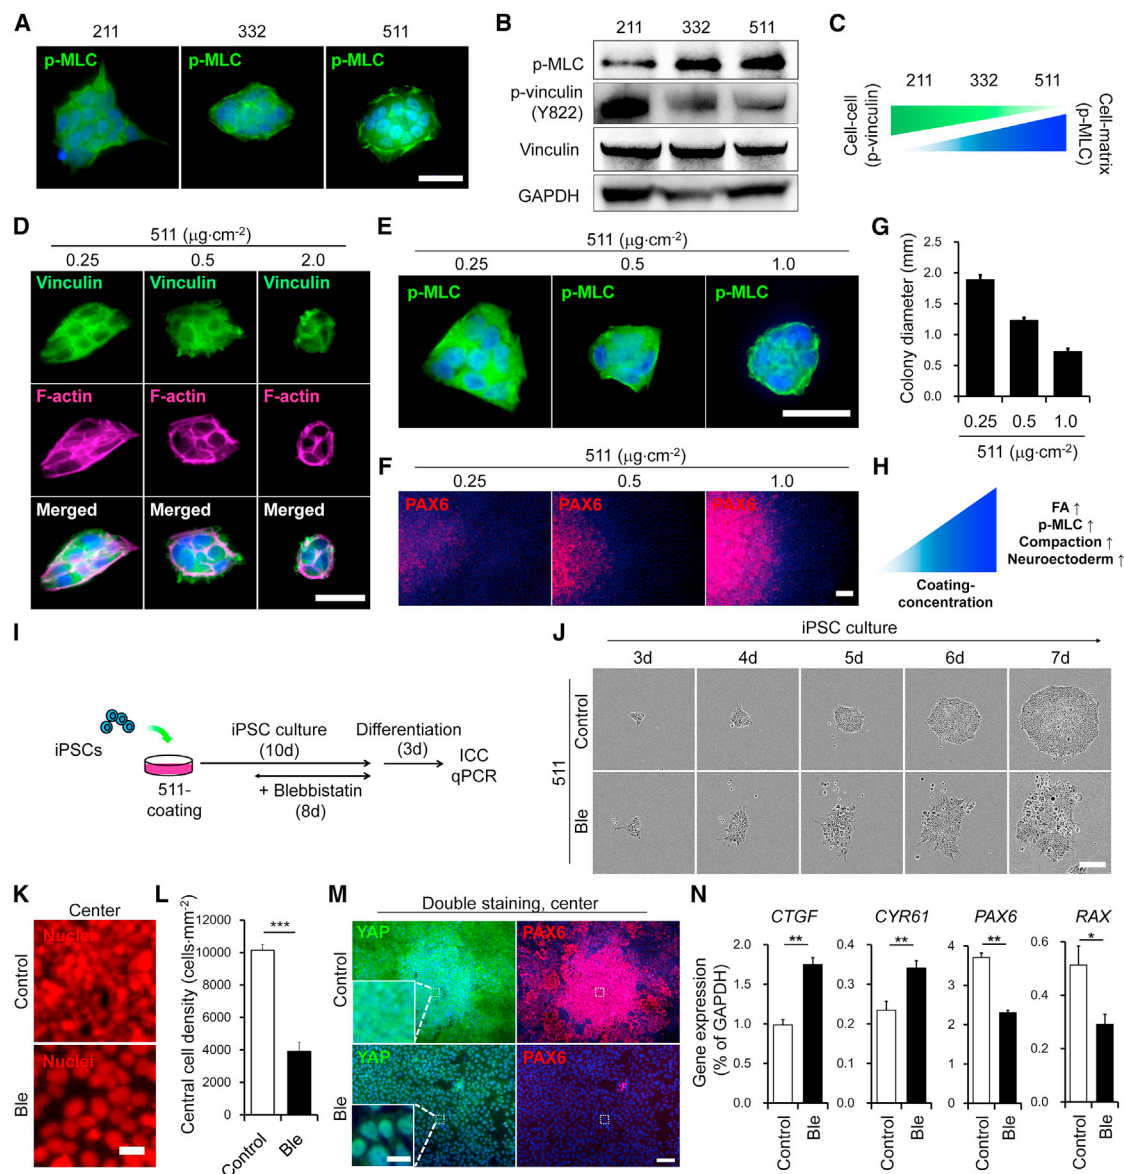 A
211 332 511
p-MLC p-MLC p-MLC
B
211 332 511
p-MLC
p-vinculin
(Y822)
Vinculin
GAPDH
C
211 332 511
Cell-cell
(p-vinculin)
Cell-matrix
(p-MLC)
D
511 (μg·cm-2)
0.25 0.5 2.0
Vinculin Vinculin Vinculin
F-actin F-actin F-actin
Merged Merged Merged
E
511 (μg·cm-2)
0.25 0.5 1.0
p-MLC p-MLC p-MLC
F
511 (μg·cm-2)
0.25 0.5 1.0
PAX6 PAX6 PAX6
G
Colony diameter (mm)
2.5
2.0
1.5
1.0
0.5
0.0
0.25 0.5 1.0
511 (μg·cm-2)
H
FA ↑
p-MLC ↑
Compaction ↑
Neuroectoderm ↑
Coating-
concentration
I
iPSCs
511-
coating
iPSC culture
(10d)
+ Blebbistatin
(8d)
Differentiation
(3d)
ICC
qPCR
J
iPSC culture
3d 4d 5d 6d 7d
511
Control
Ble
K
Center
Control
Nuclei
Ble
Nuclei
L
Central cell density (cells·mm-2)
12000
10000
8000
6000
4000
2000
0
***
Control Ble
M
Double staining, center
Control
YAP PAX6
Ble
YAP PAX6
N
Gene expression
(% of GAPDH)
CTGF CYR61 PAX6 RAX
2.0
1.5
1.0
0.5
0.0
**
Control Ble
0.4
0.3
0.2
0.1
0.0
**
Control Ble
4
3
2
1
0
**
Control Ble
0.6
0.4
0.2
0.0
*
Control Ble